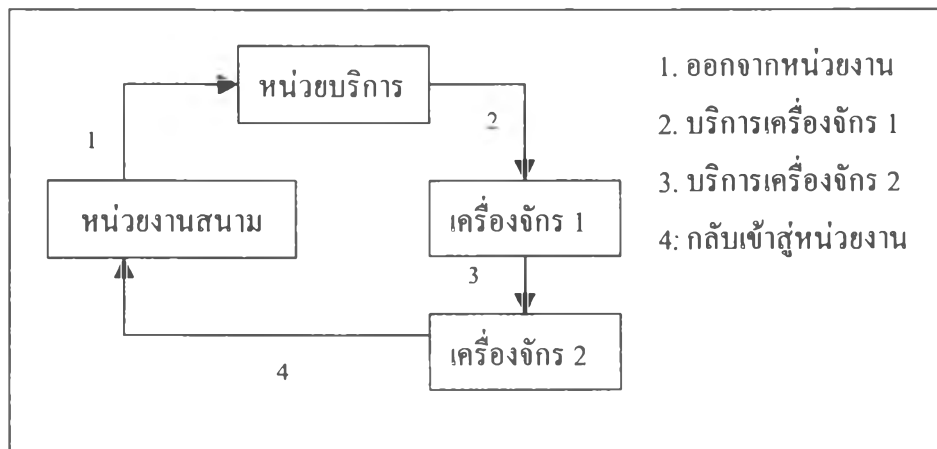 หน่วยบริการ
1
2
หน่วยงานสนาม
เครื่องจักร 1
3
เครื่องจักร 2
4
1. ออกจากหน่วยงาน
2. บริการเครื่องจักร 1
3. บริการเครื่องจักร 2
4. กลับเข้าสู่หน่วยงาน